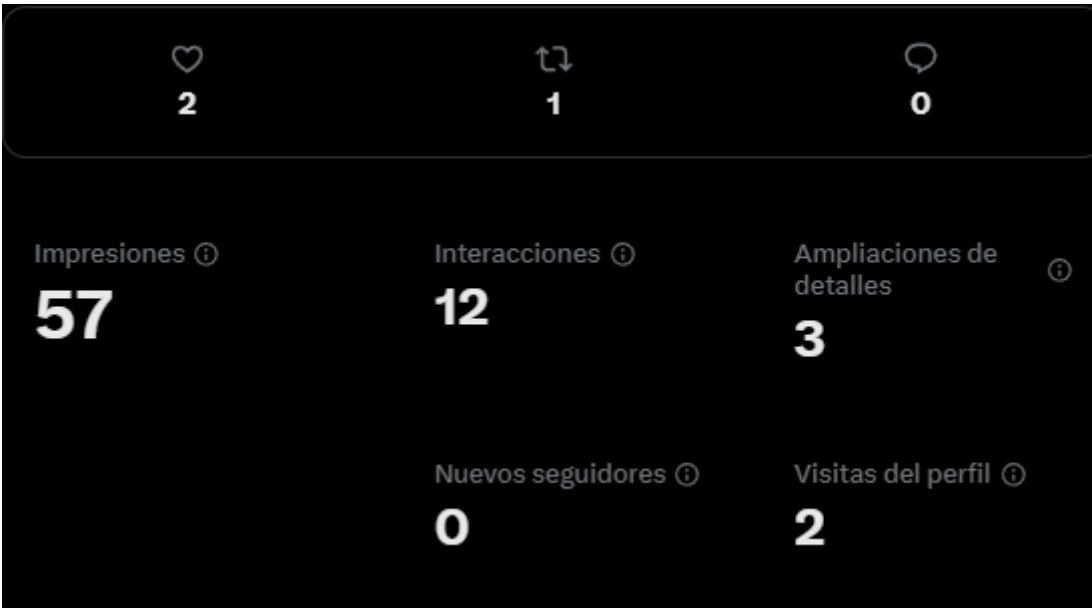 2
1
0
Impresiones
57
Interacciones
12
Ampliaciones de
detalles
3
Nuevos seguidores
0
Visitas del perfil
2